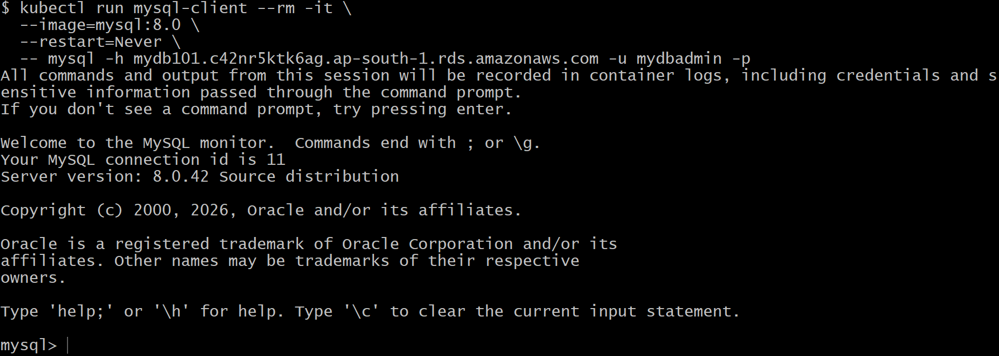 $ kubectl run mysql-client --rm -it \
  --image=mysql:8.0 \
  --restart=Never \
  -- mysql -h mydb101.c42nr5ktk6ag.ap-south-1.rds.amazonaws.com -u mydbadmin -p
All commands and output from this session will be recorded in container logs, including credentials and s
ensitive information passed through the command prompt.
If you don't see a command prompt, try pressing enter.

Welcome to the MySQL monitor.  Commands end with ; or \g.
Your MySQL connection id is 11
Server version: 8.0.42 Source distribution

Copyright (c) 2000, 2026, Oracle and/or its affiliates.

Oracle is a registered trademark of Oracle Corporation and/or its
affiliates. Other names may be trademarks of their respective
owners.

Type 'help;' or '\h' for help. Type '\c' to clear the current input statement.

mysql>